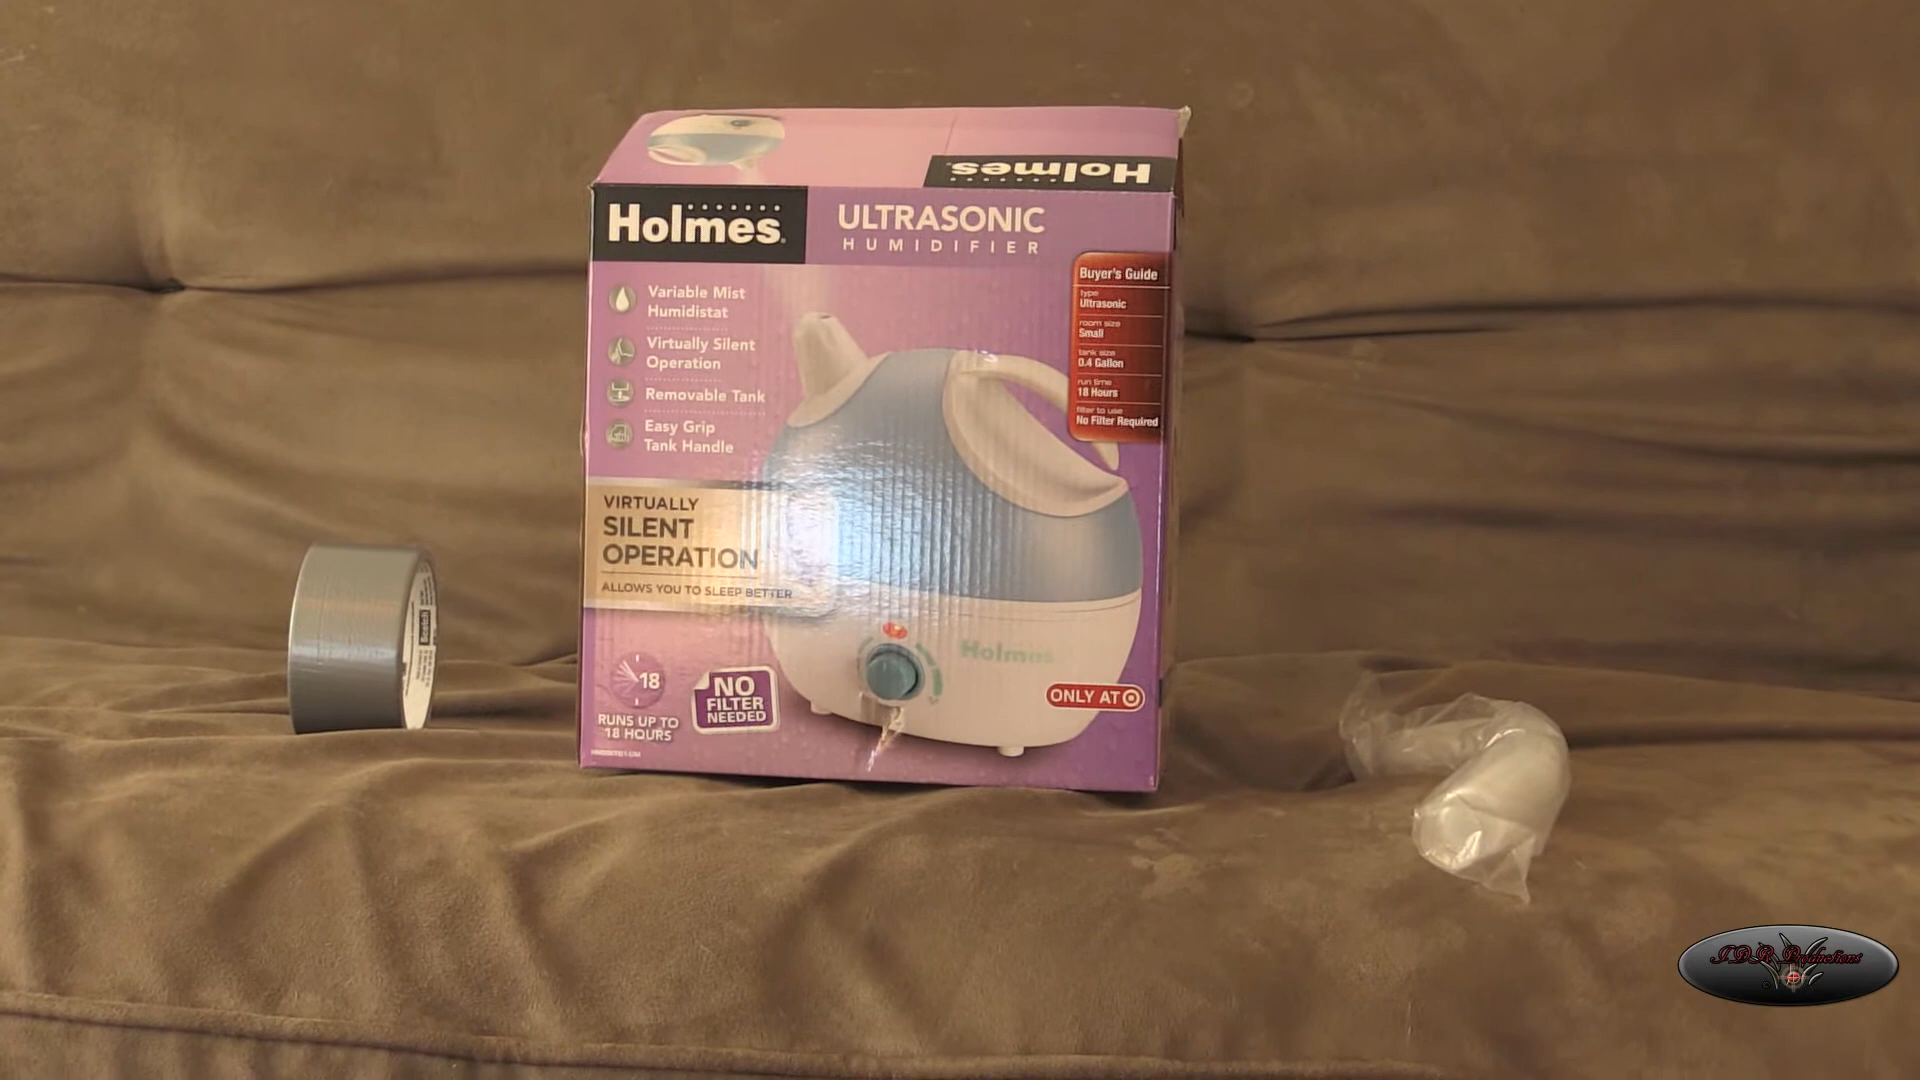 Holmes
Holmes
ULTRASONIC
HUMIDIFIER
Variable Mist
Humidistat
Virtually Silent
Operation
Removable Tank
Easy Grip
Tank Handle
Buyer's Guide
type
Ultrasonic
room size
Small
tank size
0.4 Gallon
run time
18 Hours
filter to use
No Filter Required
VIRTUALLY
SILENT
OPERATION
ALLOWS YOU TO SLEEP BETTER
Holmes
18
RUNS UP TO
18 HOURS
NO
FILTER
NEEDED
ONLY AT
Scotch
Productions